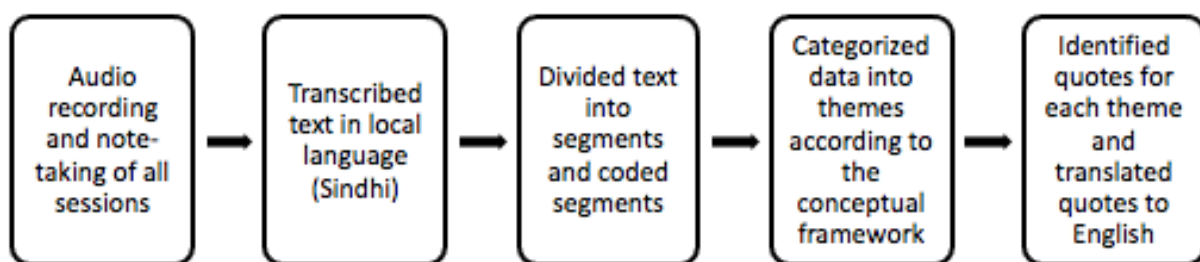 Audio
recording
and note-
taking of all
sessions
Transcribed
text in local
language
(Sindhi)
Divided text
into
segments
and coded
segments
Categorized
data into
themes
according to
the
conceptual
framework
Identified
quotes for
each theme
and
translated
quotes to
English